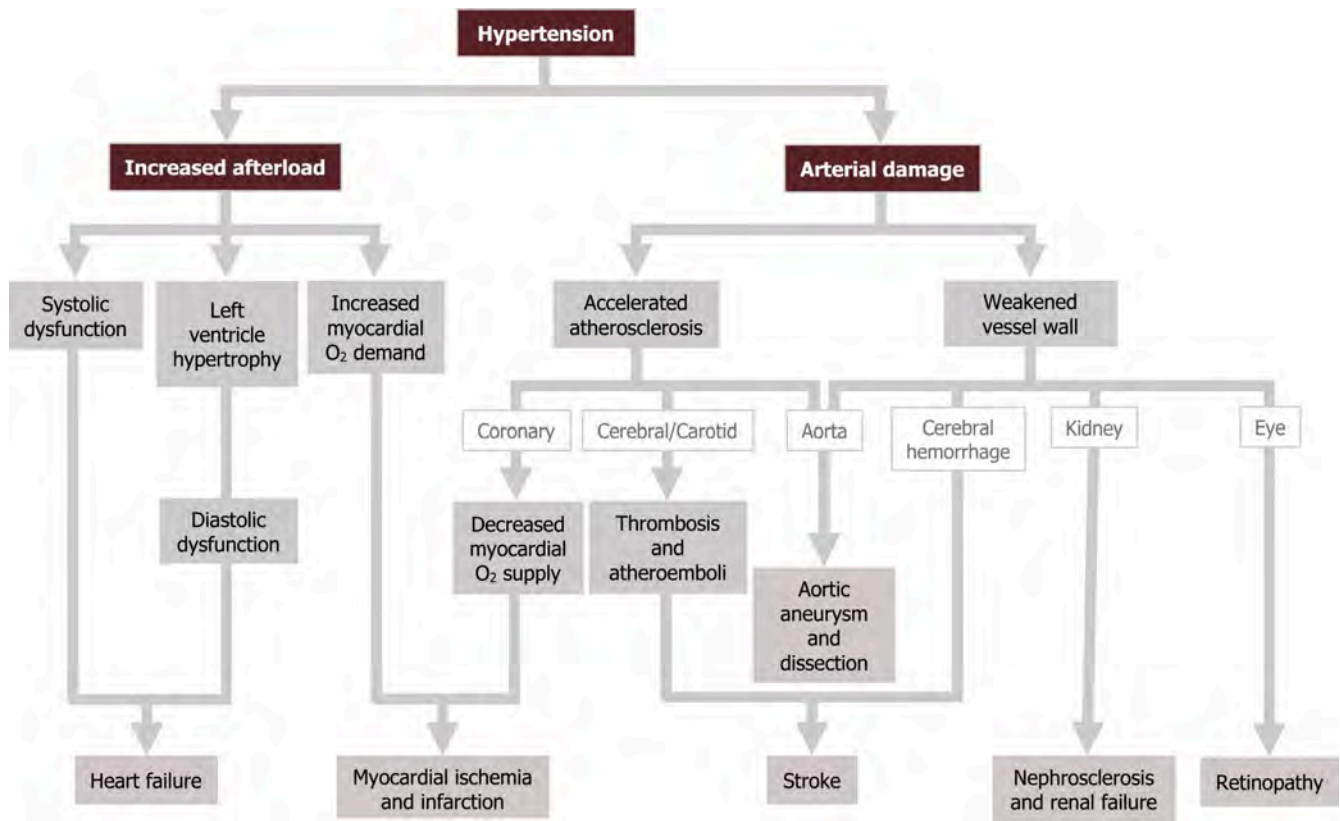 Hypertension
Increased afterload
Arterial damage
Systolic
dysfunction
Left
ventricle
hypertrophy
Increased
myocardial
O₂ demand
Accelerated
atherosclerosis
Weakened
vessel wall
Coronary
Cerebral/Carotid
Aorta
Cerebral
hemorrhage
Kidney
Eye
Diastolic
dysfunction
Decreased
myocardial
O₂ supply
Thrombosis
and
atheroemboli
Aortic
aneurysm
and
dissection
Heart failure
Myocardial ischemia
and infarction
Stroke
Nephrosclerosis
and renal failure
Retinopathy